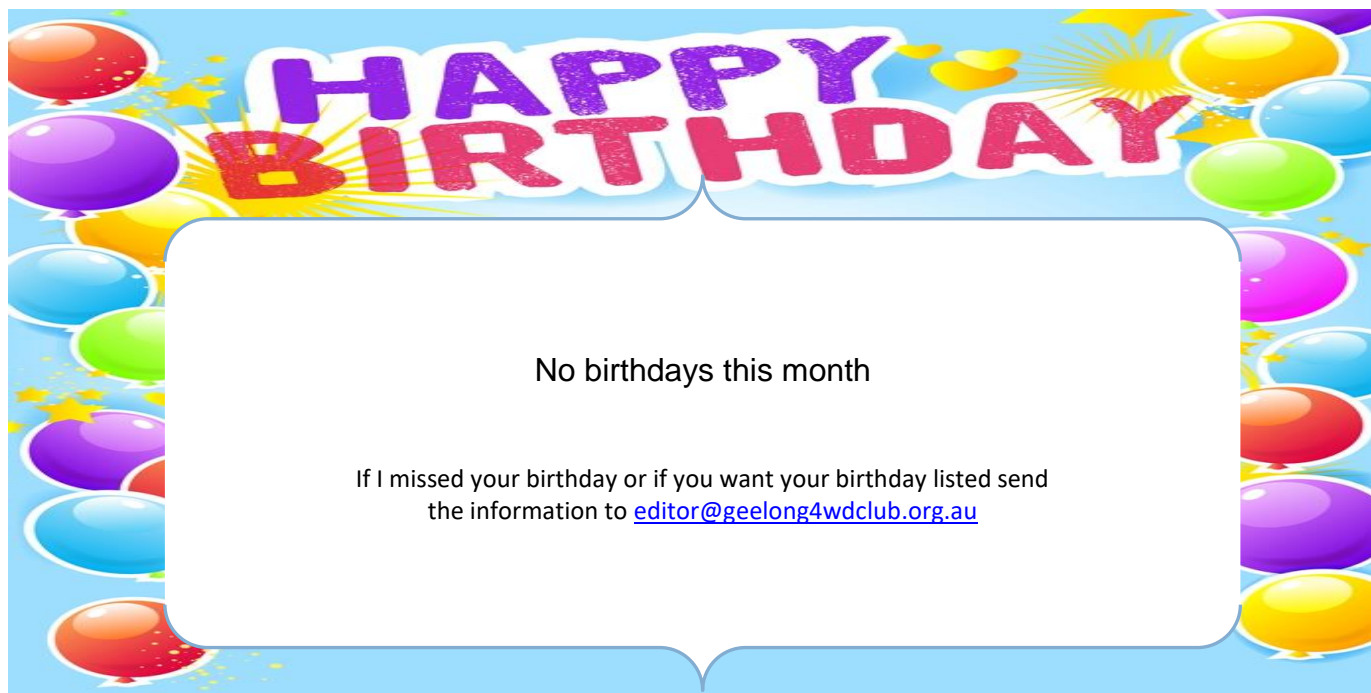 HAPPY
BIRTHDAY
No birthdays this month
If I missed your birthday or if you want your birthday listed send
the information to editor@geelong4wdclub.org.au